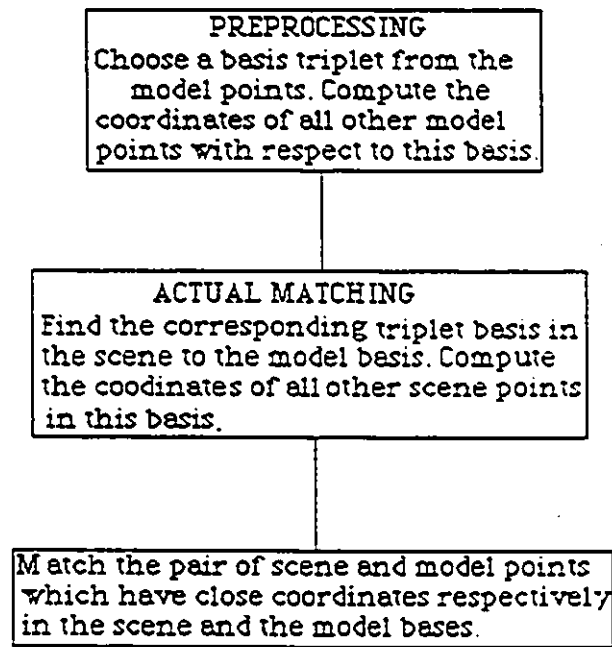 PREPROCESSING
Choose a basis triplet from the
model points. Compute the
coordinates of all other model
points with respect to this basis.
ACTUAL MATCHING
Find the corresponding triplet basis in
the scene to the model basis. Compute
the coodinates of all other scene points
in this basis.
Match the pair of scene and model points
which have close coordinates respectively
in the scene and the model bases.